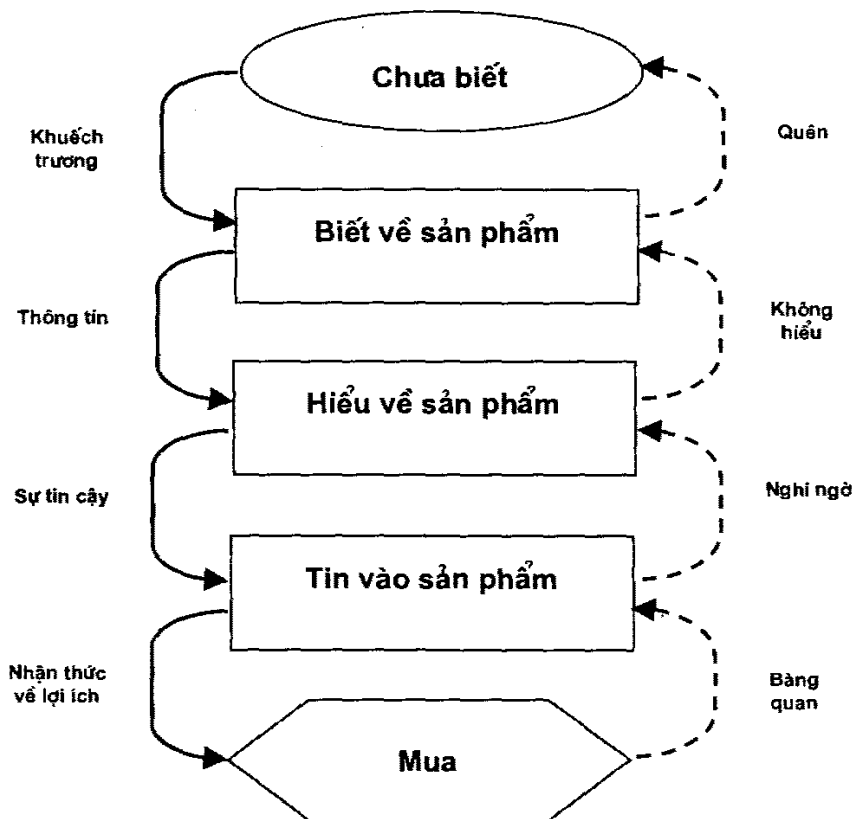 Chưa biết
Khuếch
trương
Quên
Biết về sản phẩm
Thông tin
Không
hiểu
Hiểu về sản phẩm
Sự tin cậy
Nghi ngờ
Tin vào sản phẩm
Nhận thức
về lợi ích
Bàng
quan
Mua